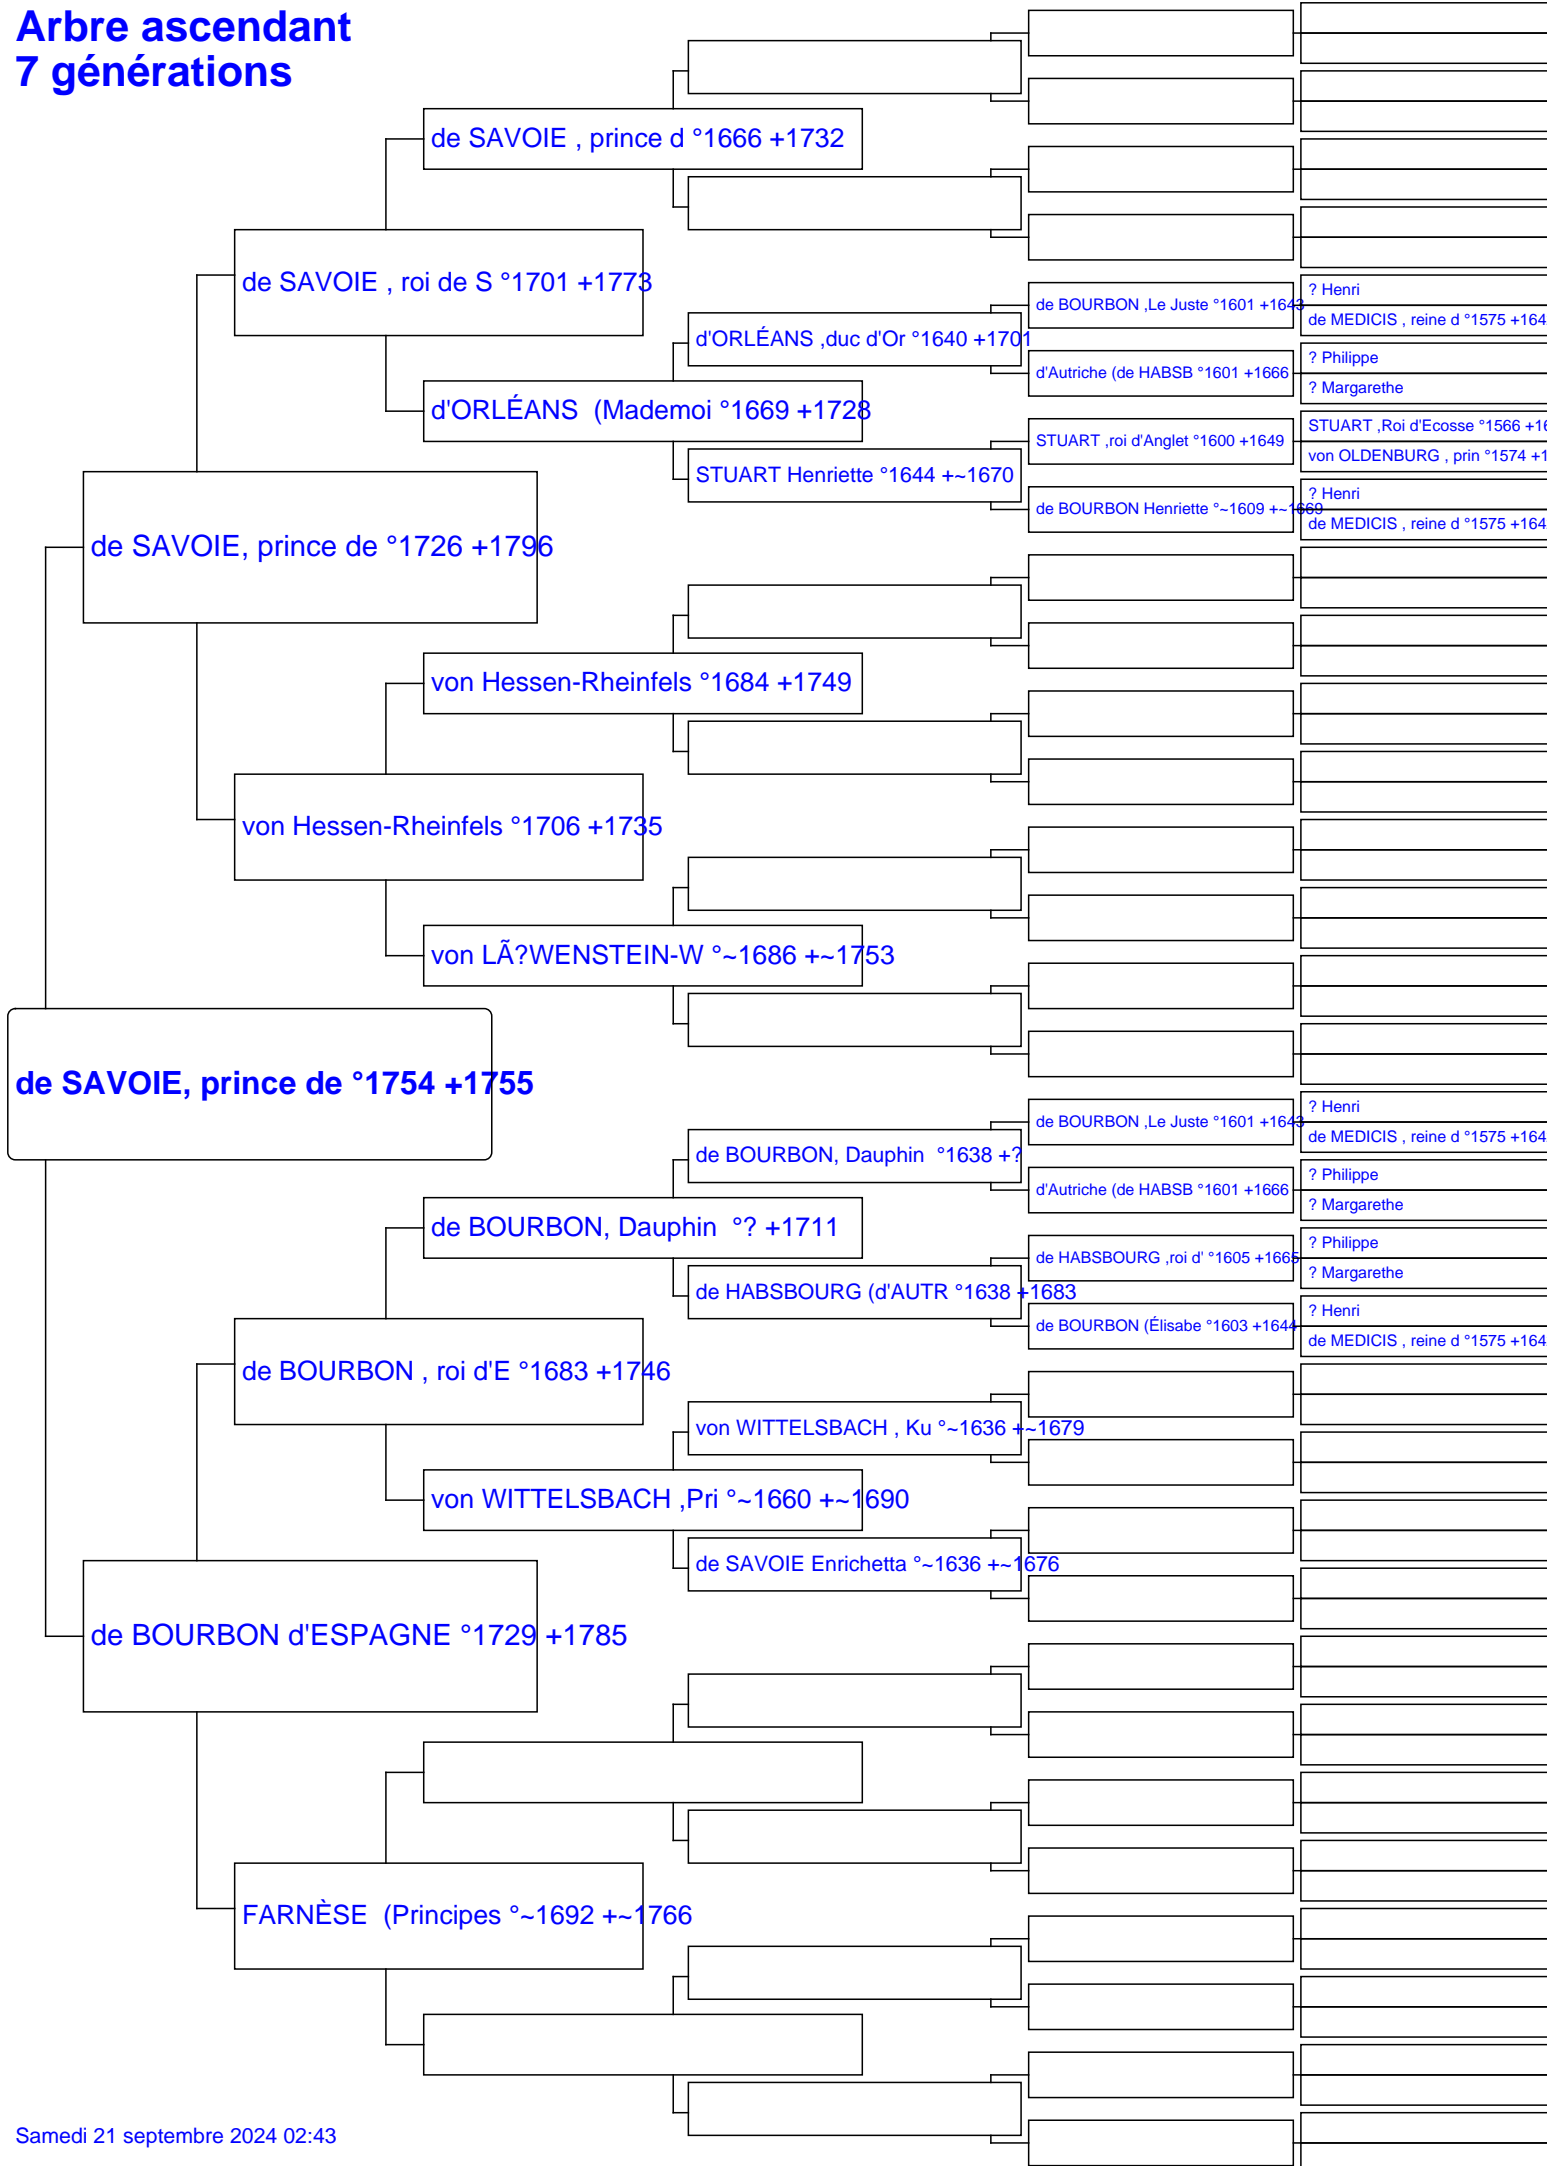 Arbre ascendant
7 générations
de SAVOIE , prince d °1666 +1732
de SAVOIE , roi de S °1701 +1773
de BOURBON ,Le Juste °1601 +1643
? Henri
de MEDICIS , reine d °1575 +164
d'ORLÉANS ,duc d'Or °1640 +1701
d'Autriche (de HABSB °1601 +1666
? Philippe
? Margarethe
d'ORLÉANS  (Mademoi °1669 +1728
STUART ,roi d'Anglet °1600 +1649
STUART ,Roi d'Ecosse °1566 +16
von OLDENBURG , prin °1574 +1
STUART Henriette °1644 +~1670
de BOURBON Henriette °~1609 +~1669
? Henri
de MEDICIS , reine d °1575 +164
de SAVOIE, prince de °1726 +1796
von Hessen-Rheinfels °1684 +1749
von Hessen-Rheinfels °1706 +1735
von LÃ?WENSTEIN-W °~1686 +~1753
de SAVOIE, prince de °1754 +1755
de BOURBON ,Le Juste °1601 +1643
? Henri
de MEDICIS , reine d °1575 +164
de BOURBON, Dauphin  °1638 +?
d'Autriche (de HABSB °1601 +1666
? Philippe
? Margarethe
de BOURBON, Dauphin  °? +1711
de HABSBOURG ,roi d' °1605 +1665
? Philippe
? Margarethe
de HABSBOURG (d'AUTR °1638 +1683
de BOURBON (Élisabe °1603 +1644
? Henri
de MEDICIS , reine d °1575 +164
de BOURBON , roi d'E °1683 +1746
von WITTELSBACH , Ku °~1636 +~1679
von WITTELSBACH ,Pri °~1660 +~1690
de SAVOIE Enrichetta °~1636 +~1676
de BOURBON d'ESPAGNE °1729 +1785
FARNÈSE  (Principes °~1692 +~1766
Samedi 21 septembre 2024 02:43